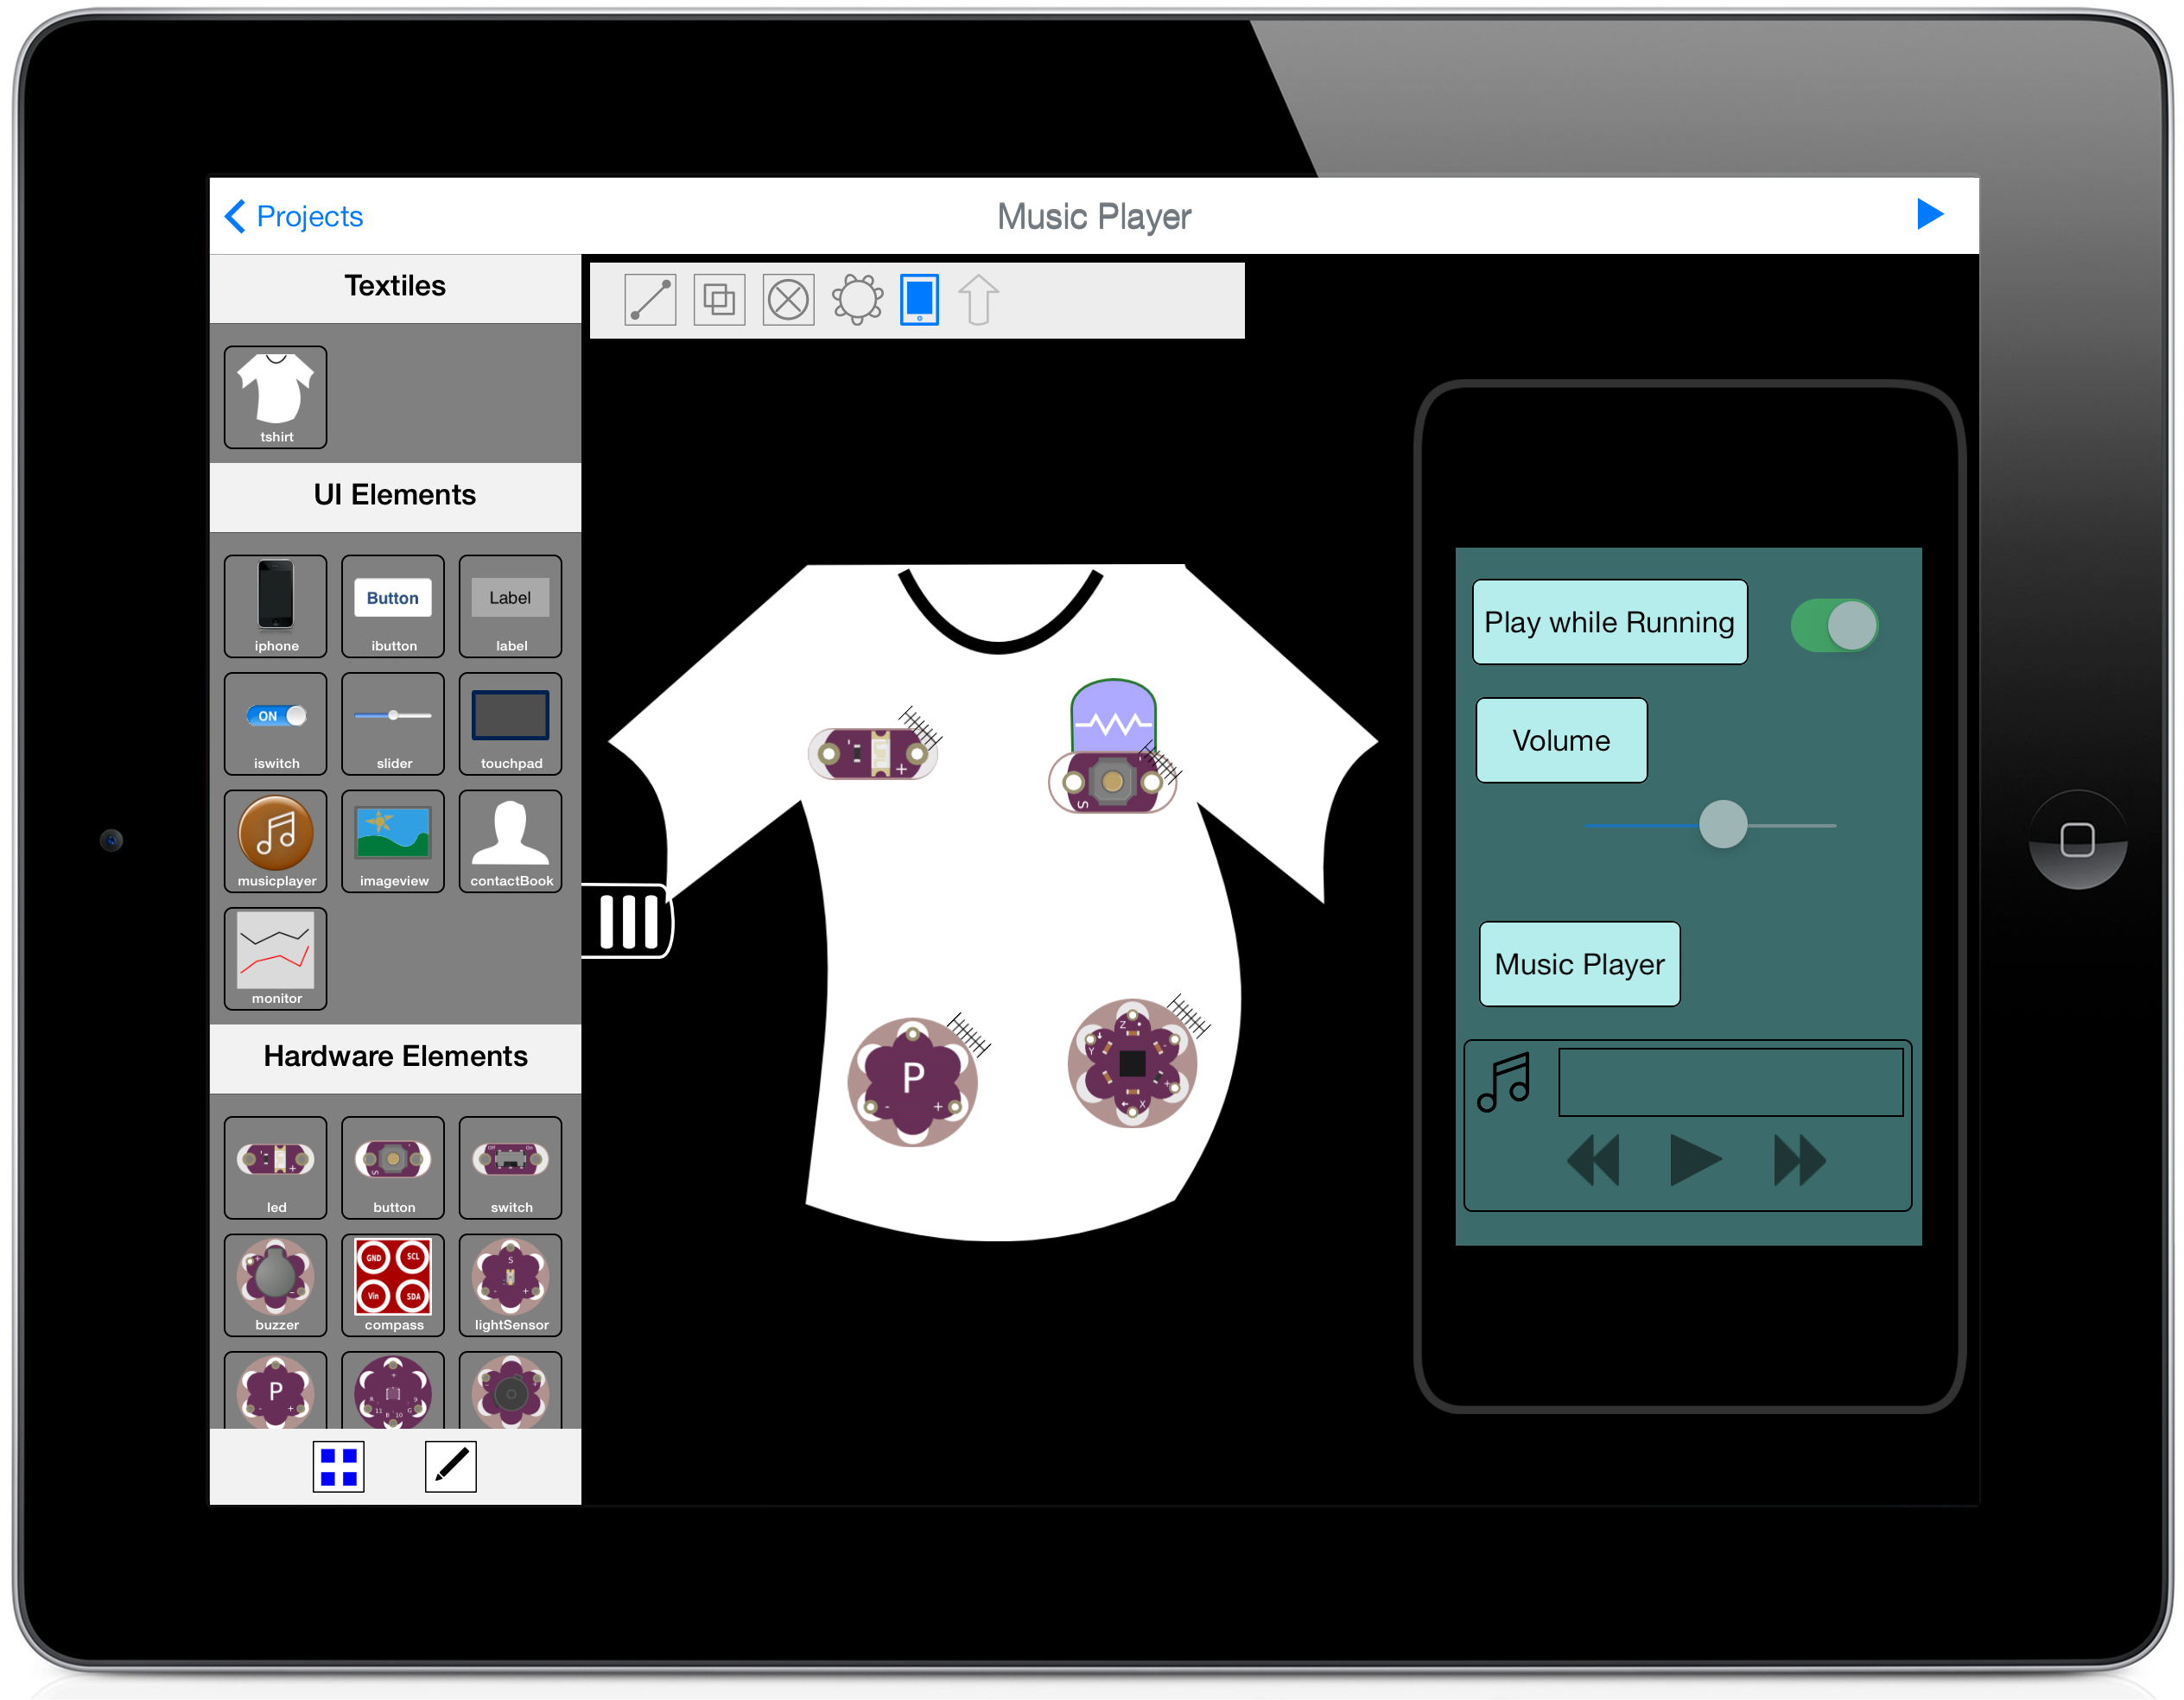 Projects
Music Player
Textiles
tshirt
UI Elements
Button
Label
iphone
ibutton
label
ON
iswitch
slider
touchpad
musicplayer
imageview
contactBook
monitor
Hardware Elements
led
button
switch
GND
SCL
Vin
SDA
S
buzzer
compass
lightSensor
P
S
P
Z
Y
X
Play while Running
Volume
Music Player